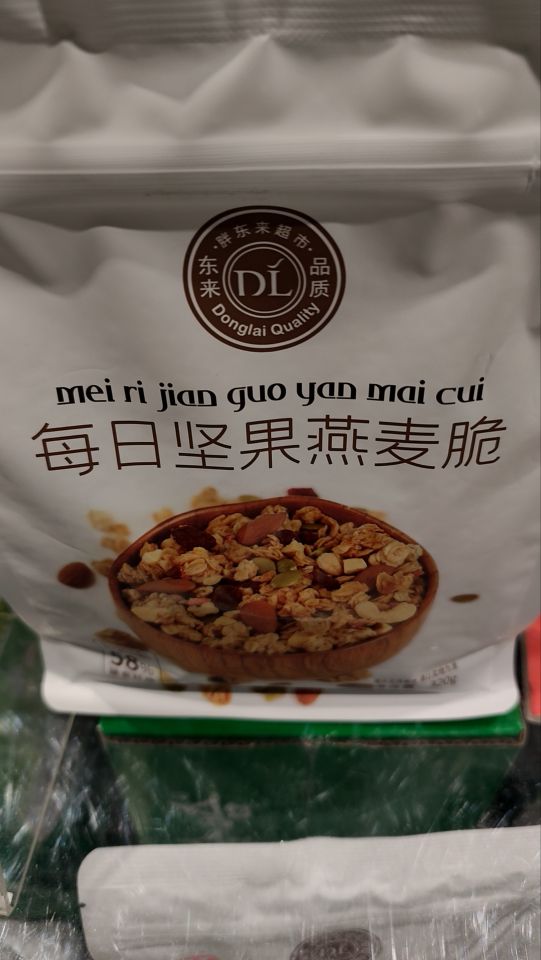 ·胖东来超市·
东来
DL
品质
Donglai Quality
mei ri jian guo yan mai cui
每日坚果燕麦脆
58%